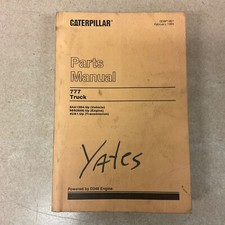 CATERPILLAR
Parts
Manual
777
Truck
Yates
Powered by D348 Engine